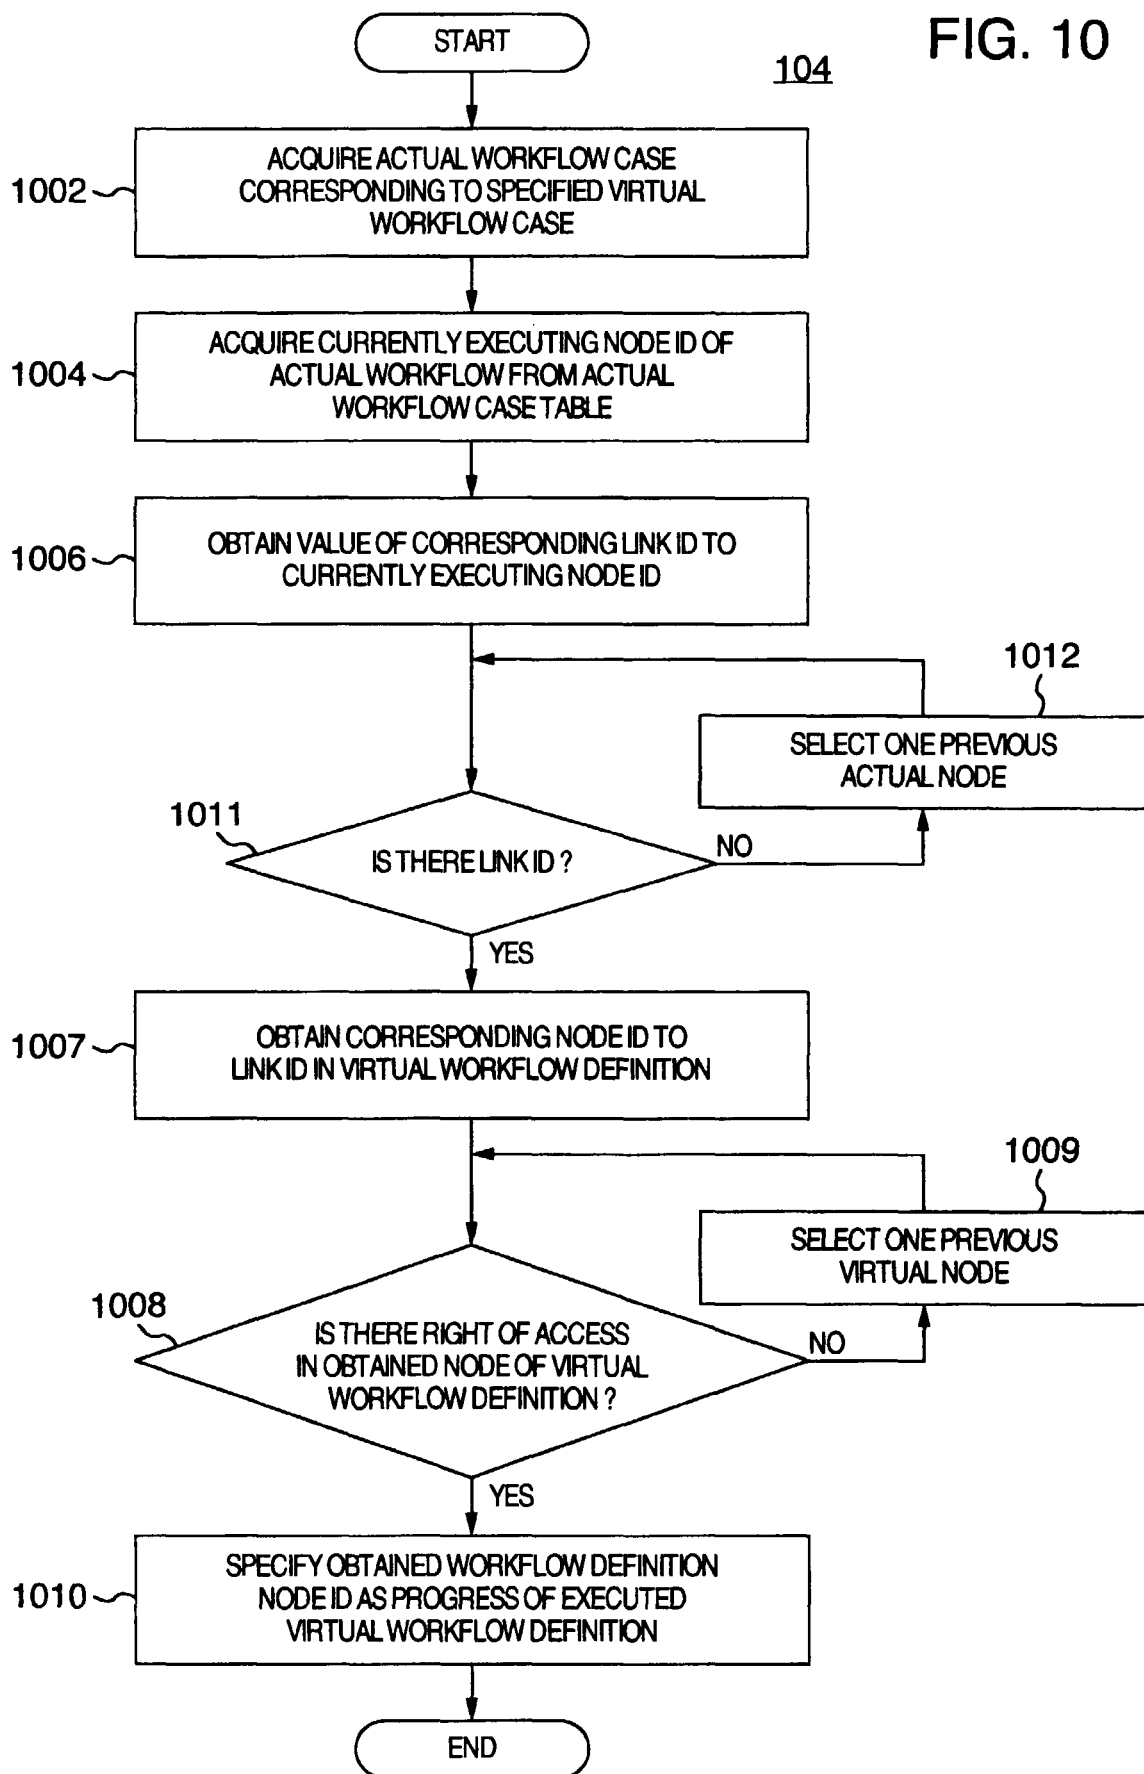 FIG. 10
104
START
1002
ACQUIRE ACTUAL WORKFLOW CASE
CORRESPONDING TO SPECIFIED VIRTUAL
WORKFLOW CASE
1004
ACQUIRE CURRENTLY EXECUTING NODE ID OF
ACTUAL WORKFLOW FROM ACTUAL
WORKFLOW CASE TABLE
1006
OBTAIN VALUE OF CORRESPONDING LINK ID TO
CURRENTLY EXECUTING NODE ID
1012
SELECT ONE PREVIOUS
ACTUAL NODE
1011
IS THERE LINK ID ?
NO
YES
1007
OBTAIN CORRESPONDING NODE ID TO
LINK ID IN VIRTUAL WORKFLOW DEFINITION
1009
SELECT ONE PREVIOUS
VIRTUAL NODE
1008
IS THERE RIGHT OF ACCESS
IN OBTAINED NODE OF VIRTUAL
WORKFLOW DEFINITION ?
NO
YES
1010
SPECIFY OBTAINED WORKFLOW DEFINITION
NODE ID AS PROGRESS OF EXECUTED
VIRTUAL WORKFLOW DEFINITION
END